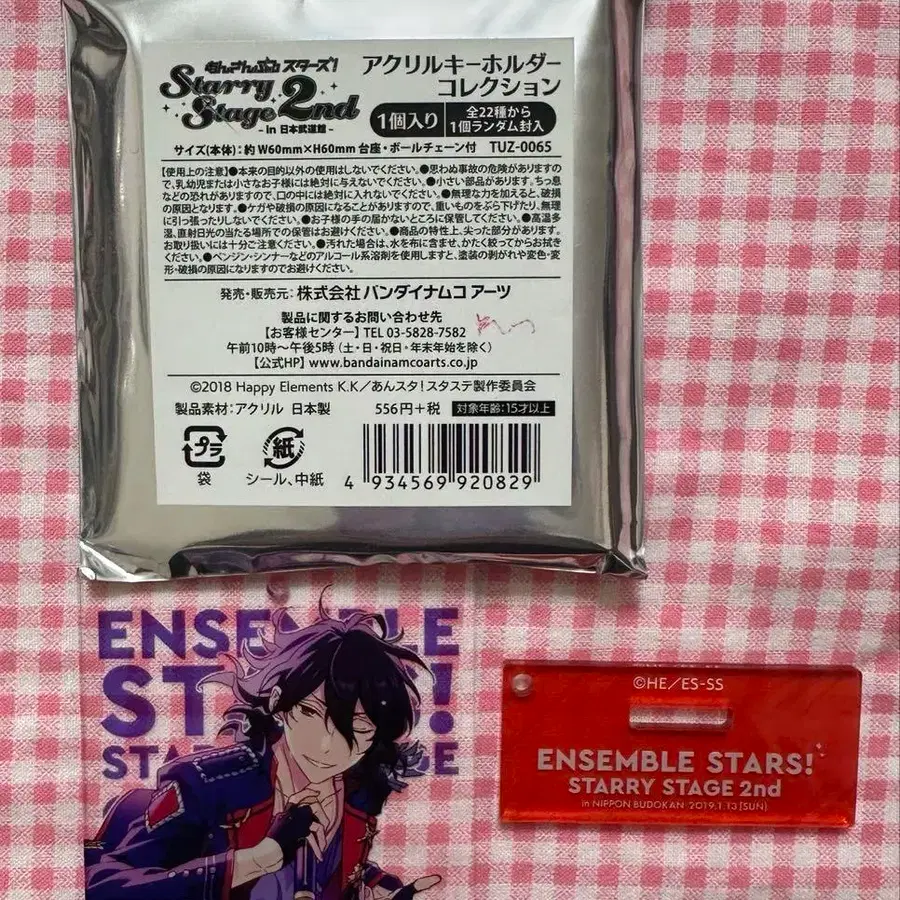 あんさんぶるスターズ!
Starry
Stage 2nd
- in 日本武道館 -
アクリルキーホルダー
コレクション
1個入り
全22種から
1個ランダム封入
サイズ(本体):約 W60mm×H60mm 台座・ボールチェーン付 TUZ-0065
【使用上の注意】●本来の目的以外の使用はしないでください。●思わぬ事故の危険がありますの
で、乳幼児または小さなお子様には絶対に与えないでください。●小さい部品があります。ちっ息
などの恐れがありますので、口の中には絶対に入れないでください。●無理な力を加えると、破損
の原因となります。●ケガや破損の原因になることがありますので、重いものをぶら下げたり、無理
に引っ張ったりしないでください。●お子様の手の届かないところに保管してください。●高温多
湿、直射日光の当たる場所での保管はお避けください。●商品の特性上、尖った部分があります。
お取り扱いには十分ご注意ください。●汚れた場合は、水を布に含ませ、かたく絞ってからお拭き
ください。●ベンジン・シンナーなどのアルコール系溶剤を使用しますと、塗装の剥がれや変色・変
形・破損の原因になりますのでお避けください。
発売・販売元:株式会社 バンダイナムコ アーツ
製品に関するお問い合わせ先
【お客様センター】TEL 03-5828-7582
午前10時~午後5時(土・日・祝日・年末年始を除く)
【公式HP】www.bandainamcoarts.co.jp
©2018 Happy Elements K.K/あんスタ!スタステ製作委員会
製品素材:アクリル 日本製 556円+税 対象年齢:15才以上
プラ
袋
紙
シール、中紙
4 934569 920829
ENSEMBLE
STARRY
©HE/ES-SS
ENSEMBLE STARS!
STARRY STAGE 2nd
in NIPPON BUDOKAN 2019.1.13[SUN]